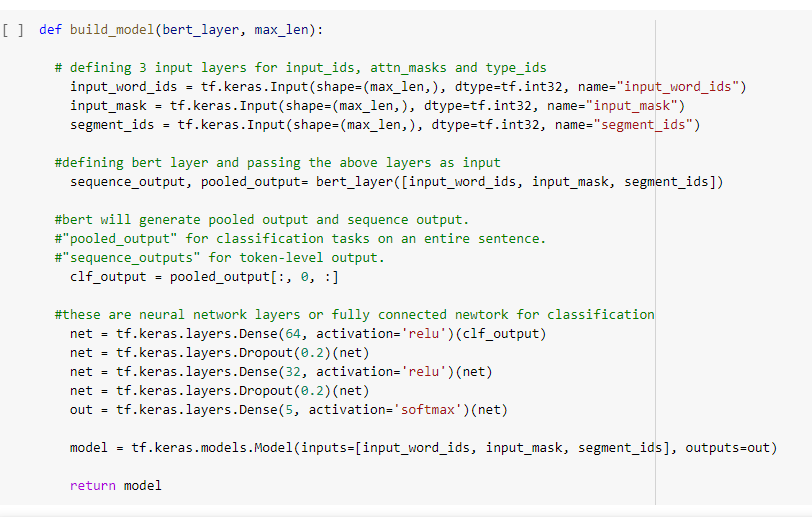 [ ] def build_model(bert_layer, max_len):
# defining 3 input layers for input_ids, attn_masks and type_ids
input_word_ids = tf.keras.Input(shape=(max_len,), dtype=tf.int32, name="input_word_ids")
input_mask = tf.keras.Input(shape=(max_len,), dtype=tf.int32, name="input_mask")
segment_ids = tf.keras.Input(shape=(max_len,), dtype=tf.int32, name="segment_ids")
#defining bert layer and passing the above layers as input
sequence_output, pooled_output= bert_layer([input_word_ids, input_mask, segment_ids])
#bert will generate pooled output and sequence output.
#"pooled_output" for classification tasks on an entire sentence.
#"sequence_outputs" for token-level output.
clf_output = pooled_output[:, 0, :]
#these are neural network layers or fully connected newtork for classification
net = tf.keras.layers.Dense(64, activation='relu')(clf_output)
net = tf.keras.layers.Dropout(0.2)(net)
net = tf.keras.layers.Dense(32, activation='relu')(net)
net = tf.keras.layers.Dropout(0.2)(net)
out = tf.keras.layers.Dense(5, activation='softmax')(net)
model = tf.keras.models.Model(inputs=[input_word_ids, input_mask, segment_ids], outputs=out)
return model